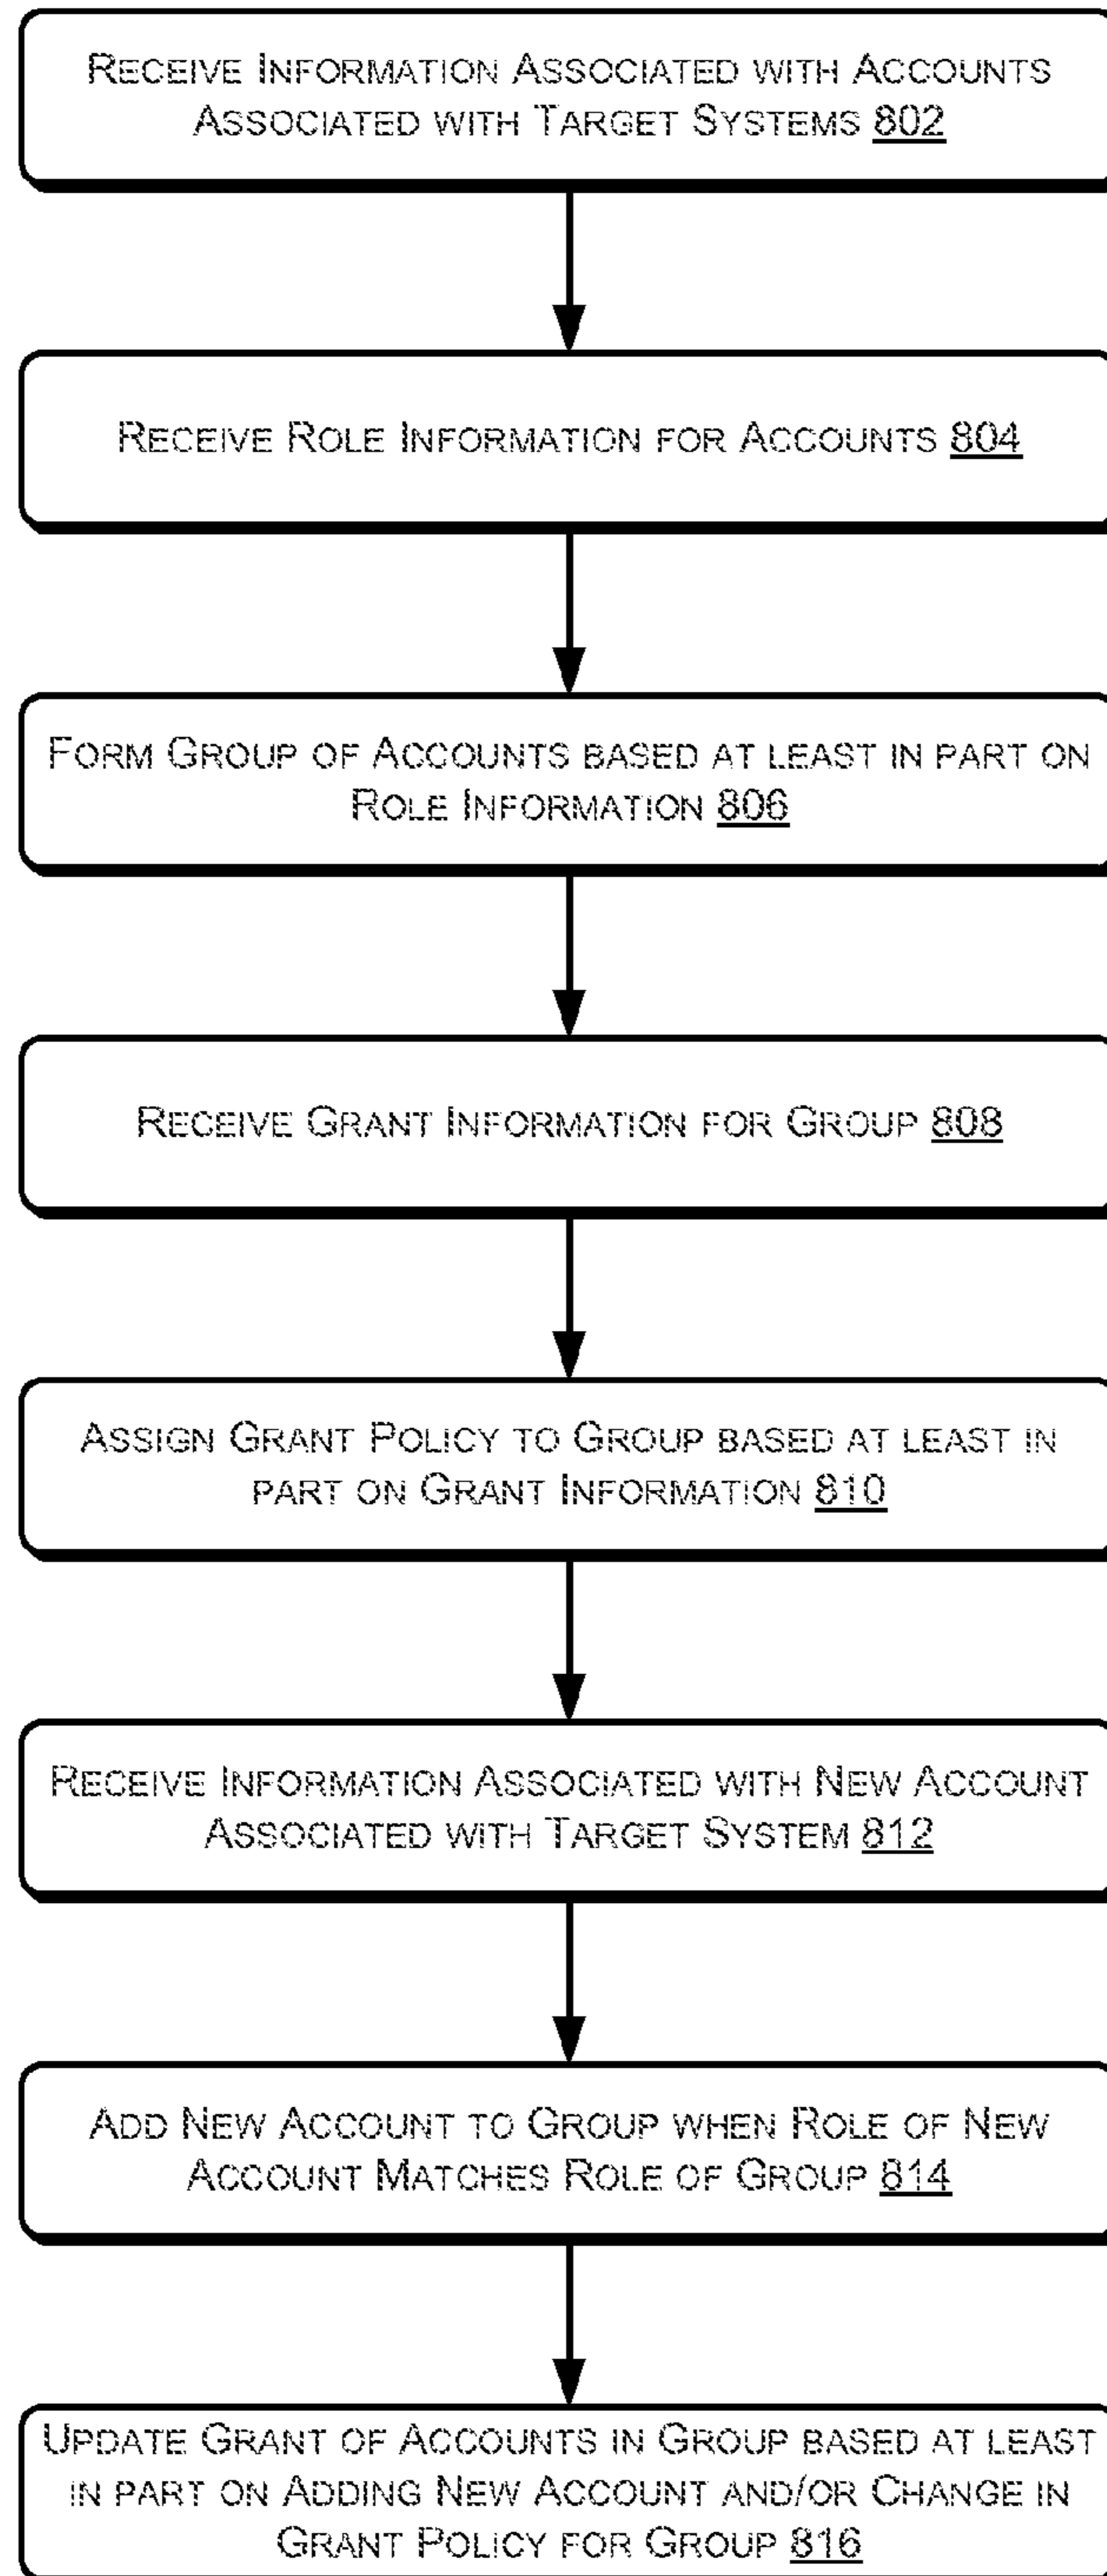 RECEIVE INFORMATION ASSOCIATED WITH ACCOUNTS
ASSOCIATED WITH TARGET SYSTEMS 802
RECEIVE ROLE INFORMATION FOR ACCOUNTS 804
FORM GROUP OF ACCOUNTS BASED AT LEAST IN PART ON
ROLE INFORMATION 806
RECEIVE GRANT INFORMATION FOR GROUP 808
ASSIGN GRANT POLICY TO GROUP BASED AT LEAST IN
PART ON GRANT INFORMATION 810
RECEIVE INFORMATION ASSOCIATED WITH NEW ACCOUNT
ASSOCIATED WITH TARGET SYSTEM 812
ADD NEW ACCOUNT TO GROUP WHEN ROLE OF NEW
ACCOUNT MATCHES ROLE OF GROUP 814
UPDATE GRANT OF ACCOUNTS IN GROUP BASED AT LEAST
IN PART ON ADDING NEW ACCOUNT AND/OR CHANGE IN
GRANT POLICY FOR GROUP 816